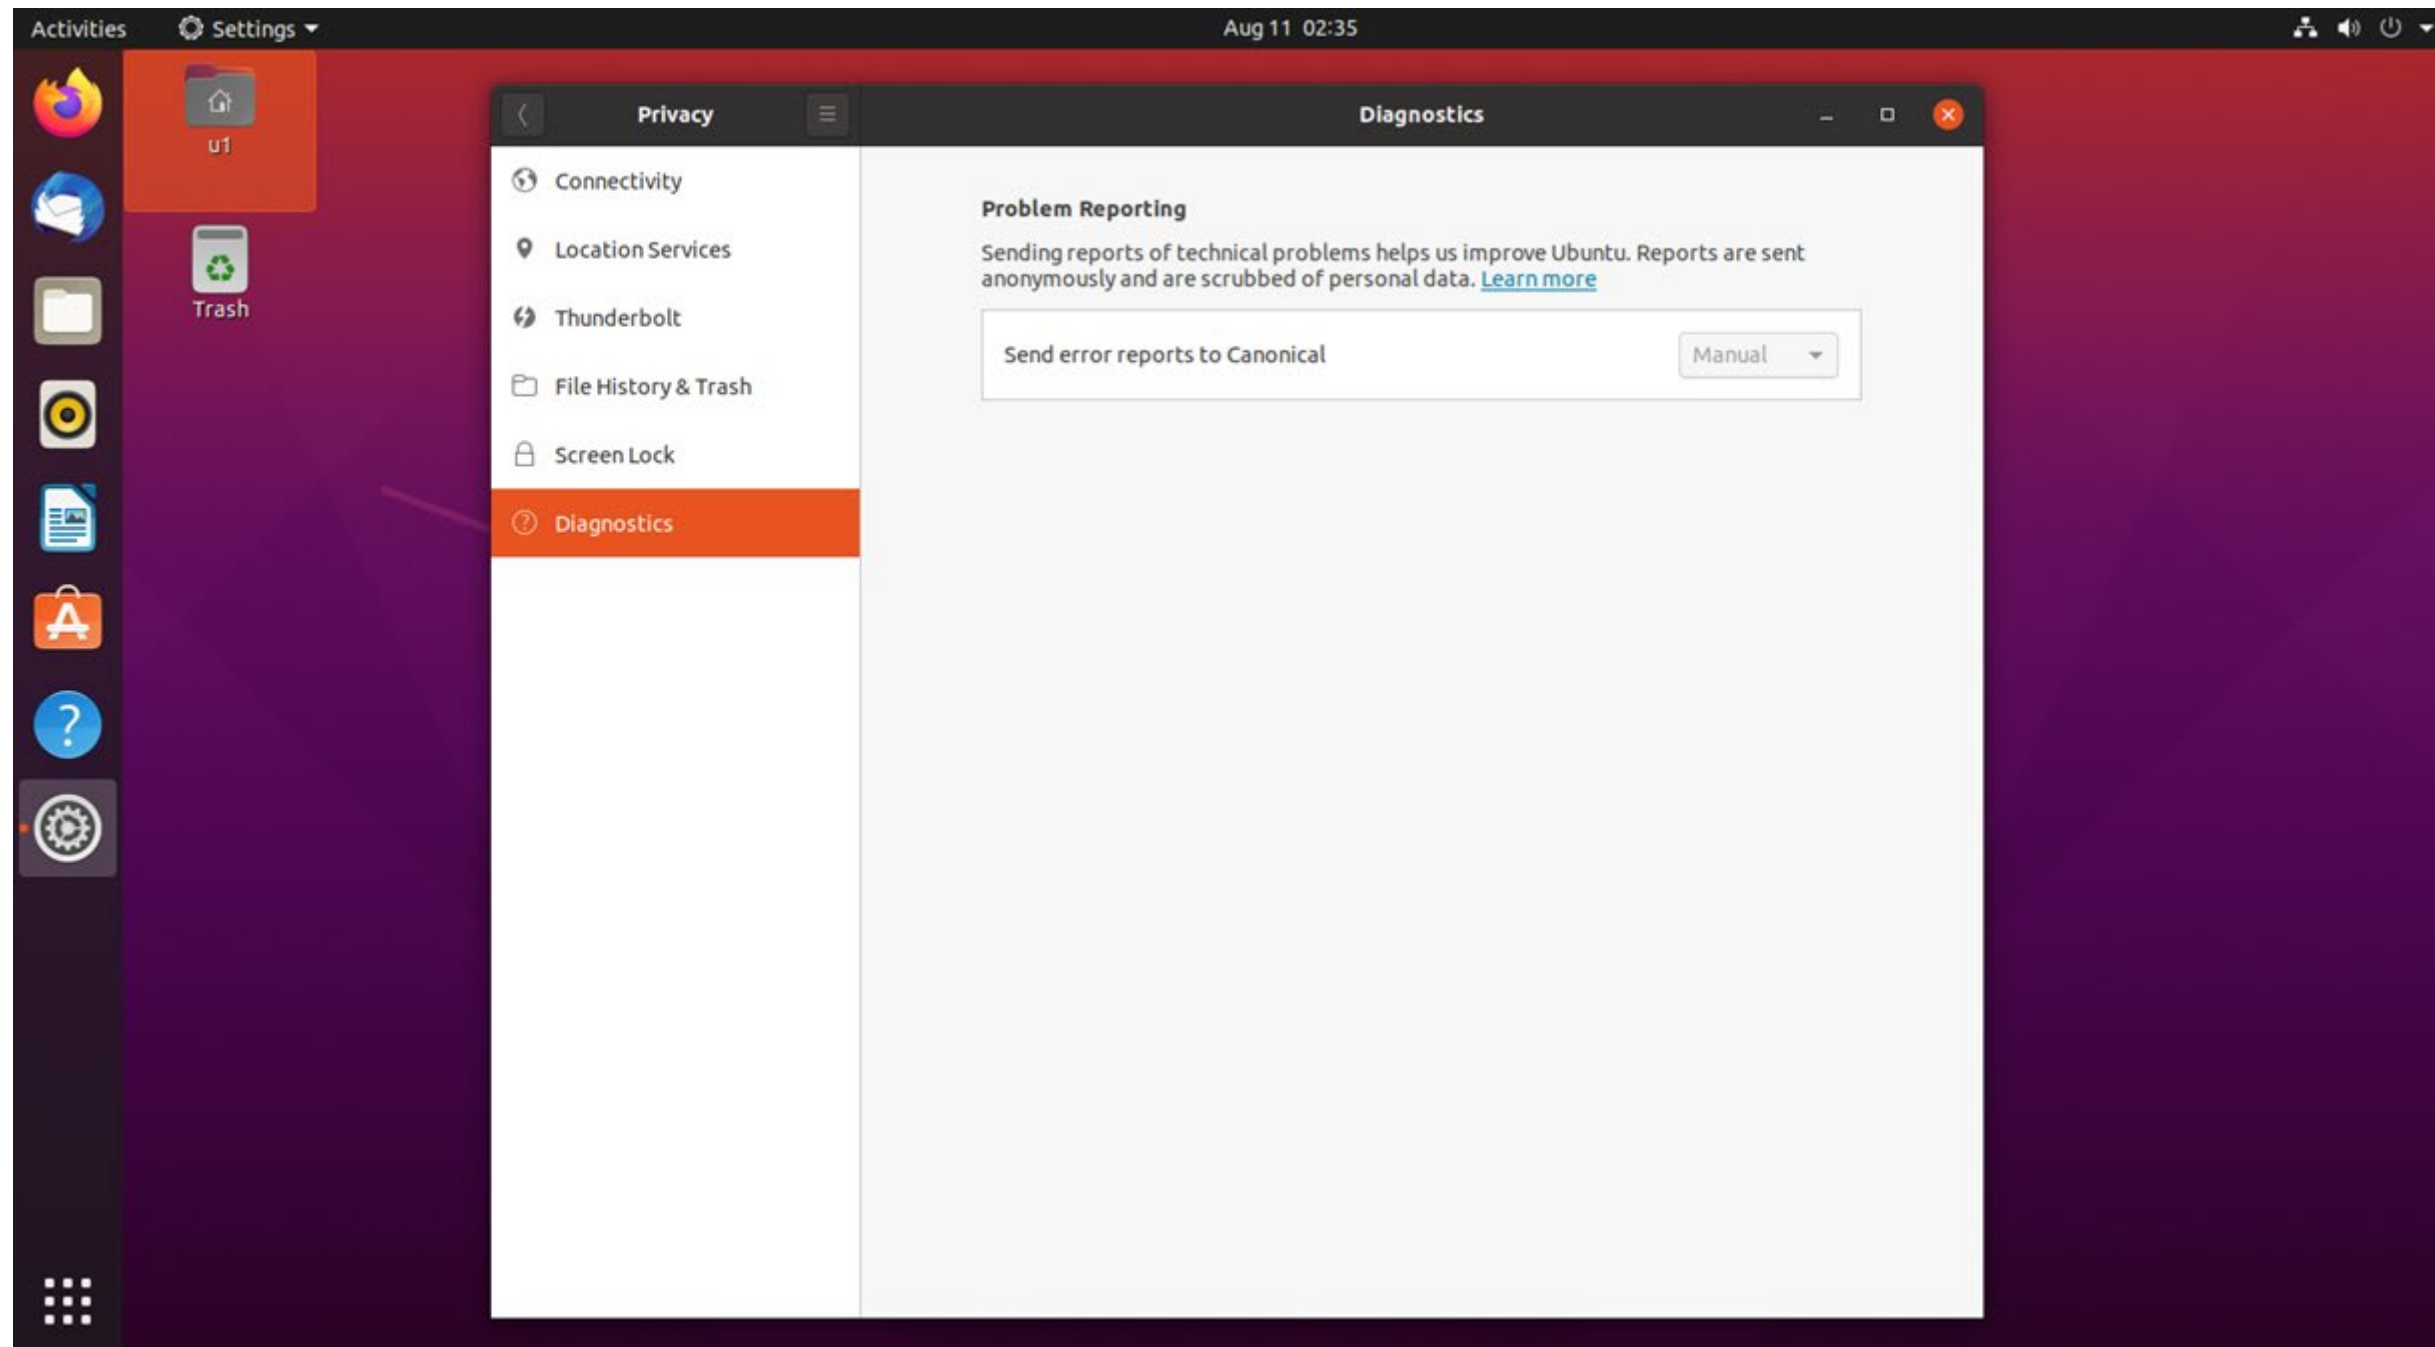 Activities
Settings
Aug 11 02:35
u1
Trash
Privacy
Diagnostics
Connectivity
Location Services
Thunderbolt
File History & Trash
Screen Lock
Diagnostics
Problem Reporting
Sending reports of technical problems helps us improve Ubuntu. Reports are sent
anonymously and are scrubbed of personal data. Learn more
Send error reports to Canonical
Manual